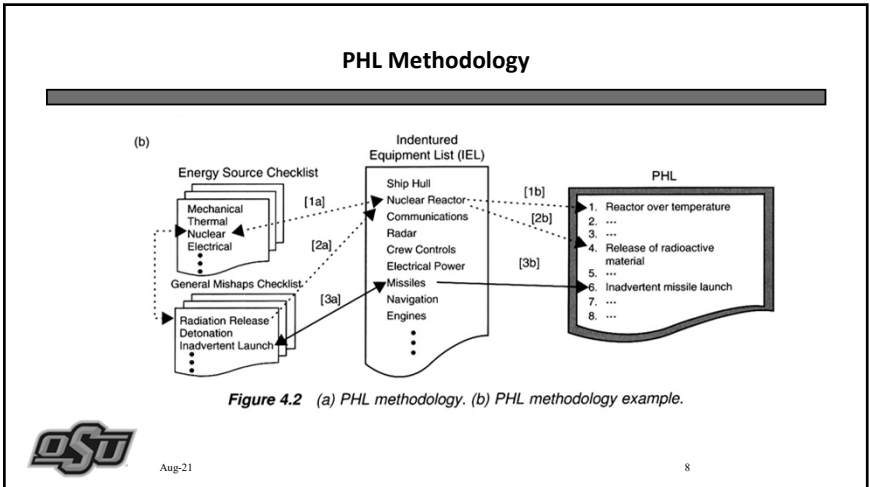 PHL Methodology
(b)
Indentured
Equipment List (IEL)
Energy Source Checklist
PHL
Mechanical
Thermal
Nuclear
Electrical
General Mishaps Checklist
Radiation Release
Detonation
Inadvertent Launch
[1a]
[2a]
[3a]
Ship Hull
Nuclear Reactor
Communications
Radar
Crew Controls
Electrical Power
Missiles
Navigation
Engines
[1b]
[2b]
[3b]
1. Reactor over temperature
2. ...
3. ...
4. Release of radioactive
material
5. ...
6. Inadvertent missile launch
7. ...
8. ...
Figure 4.2 (a) PHL methodology. (b) PHL methodology example.
OSU
Aug-21
8